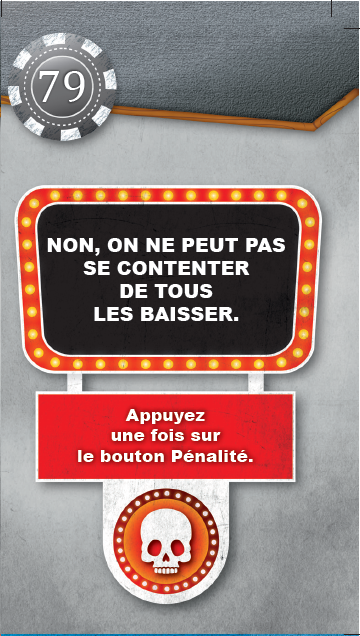 79
NON, ON NE PEUT PAS
SE CONTENTER
DE TOUS
LES BAISSER.
Appuyez
une fois sur
le bouton Pénalité.